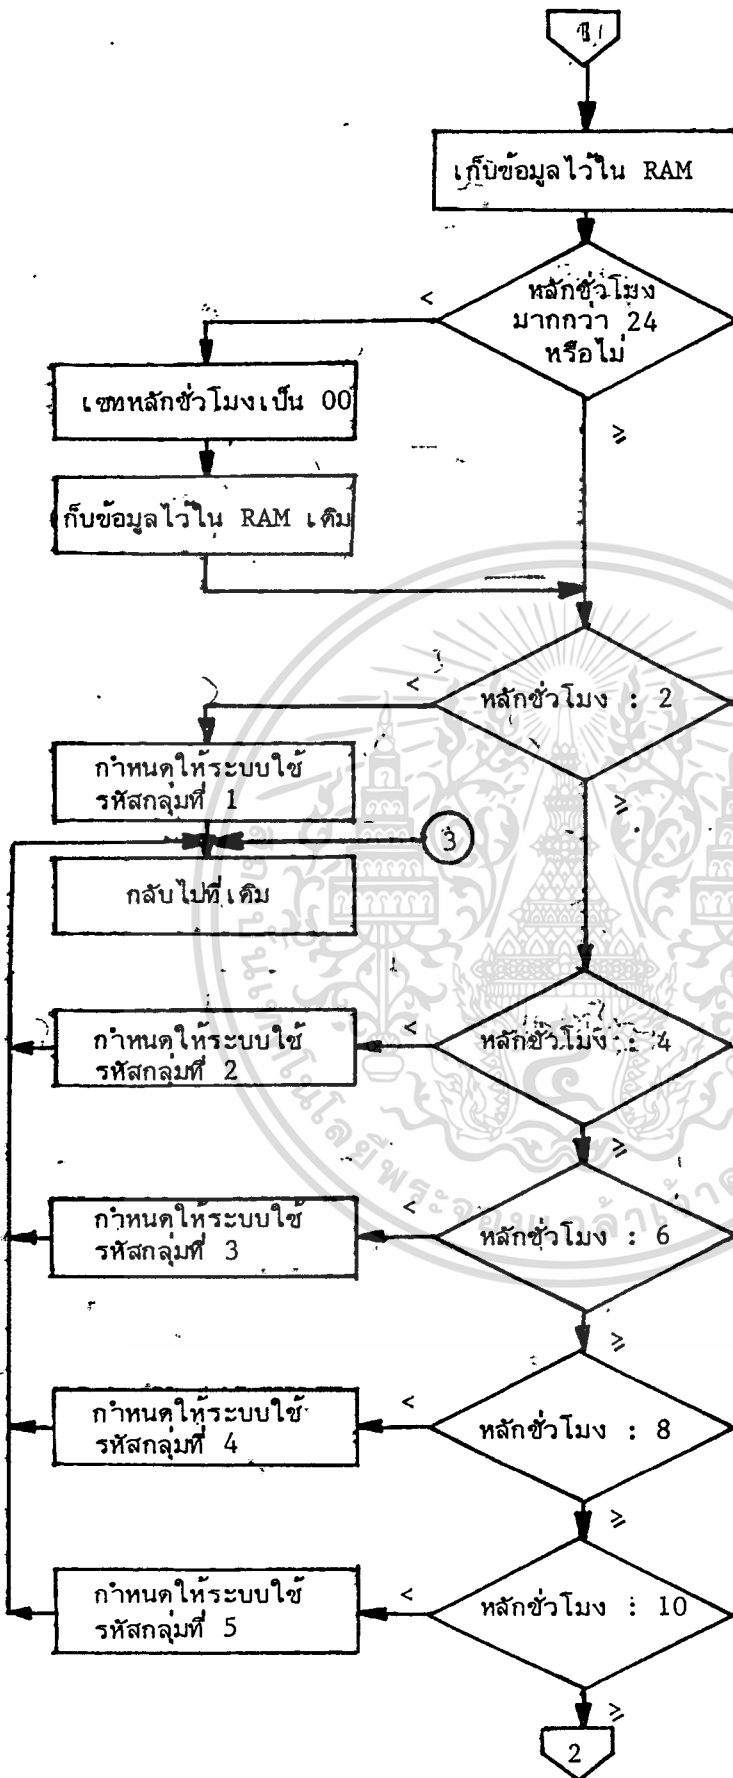 1
เก็บข้อมูลไว้ใน RAM
<
หลักชั่วโมง
มากกว่า 24
หรือไม่
เซทหลักชั่วโมงเป็น 00
≥
ก็บข้อมูลไว้ใน RAM เดิม
<
หลักชั่วโมง : 2
กำหนดให้ระบบใช้
รหัสกลุ่มที่ 1
≥
3
กลับไปที่เดิม
กำหนดให้ระบบใช้
รหัสกลุ่มที่ 2
<
หลักชั่วโมง : 4
≥
กำหนดให้ระบบใช้
รหัสกลุ่มที่ 3
<
หลักชั่วโมง : 6
≥
กำหนดให้ระบบใช้
รหัสกลุ่มที่ 4
<
หลักชั่วโมง : 8
≥
กำหนดให้ระบบใช้
รหัสกลุ่มที่ 5
<
หลักชั่วโมง : 10
≥
2